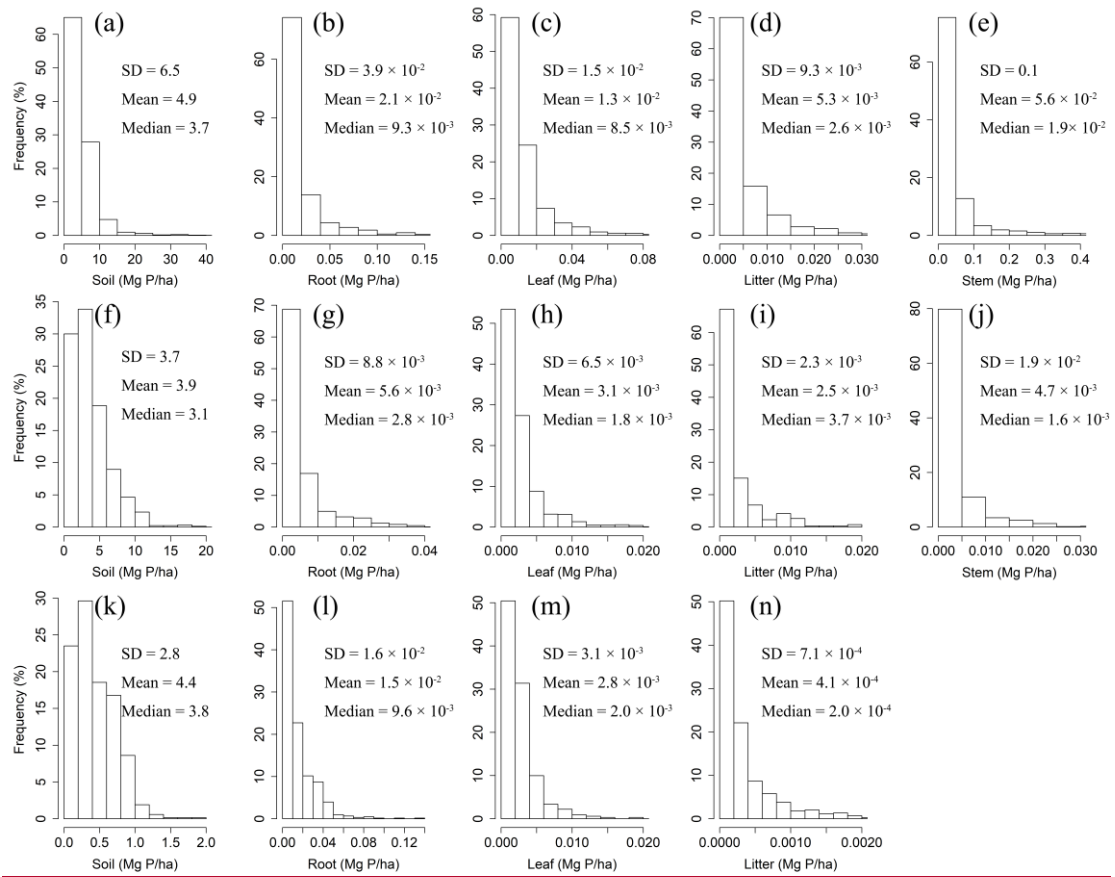 (a) (b) (c) (d) (e)
Frequency (%)
0 10 20 30 40 50 60
SD = 6.5
Mean = 4.9
Median = 3.7
0 10 20 30 40
Soil (Mg P/ha)
0 20 40 60
SD = 3.9 × 10⁻²
Mean = 2.1 × 10⁻²
Median = 9.3 × 10⁻³
0.00 0.05 0.10 0.15
Root (Mg P/ha)
0 10 20 30 40 50 60
SD = 1.5 × 10⁻²
Mean = 1.3 × 10⁻²
Median = 8.5 × 10⁻³
0.00 0.04 0.08
Leaf (Mg P/ha)
0 10 20 30 40 50 60 70
SD = 9.3 × 10⁻³
Mean = 5.3 × 10⁻³
Median = 2.6 × 10⁻³
0.000 0.010 0.020 0.030
Litter (Mg P/ha)
0 20 40 60
SD = 0.1
Mean = 5.6 × 10⁻²
Median = 1.9× 10⁻²
0.0 0.1 0.2 0.3 0.4
Stem (Mg P/ha)
(f) (g) (h) (i) (j)
Frequency (%)
0 5 10 15 20 25 30 35
SD = 3.7
Mean = 3.9
Median = 3.1
0 5 10 15 20
Soil (Mg P/ha)
0 10 20 30 40 50 60 70
SD = 8.8 × 10⁻³
Mean = 5.6 × 10⁻³
Median = 2.8 × 10⁻³
0.00 0.02 0.04
Root (Mg P/ha)
0 10 20 30 40 50
SD = 6.5 × 10⁻³
Mean = 3.1 × 10⁻³
Median = 1.8 × 10⁻³
0.000 0.010 0.020
Leaf (Mg P/ha)
0 10 20 30 40 50 60
SD = 2.3 × 10⁻³
Mean = 2.5 × 10⁻³
Median = 3.7 × 10⁻³
0.000 0.010 0.020
Litter (Mg P/ha)
0 20 40 60 80
SD = 1.9 × 10⁻²
Mean = 4.7 × 10⁻³
Median = 1.6 × 10⁻³
0.000 0.010 0.020 0.030
Stem (Mg P/ha)
(k) (l) (m) (n)
Frequency (%)
0 5 10 15 20 25 30
SD = 2.8
Mean = 4.4
Median = 3.8
0.0 0.5 1.0 1.5 2.0
Soil (Mg P/ha)
0 10 20 30 40 50
SD = 1.6 × 10⁻²
Mean = 1.5 × 10⁻²
Median = 9.6 × 10⁻³
0.00 0.04 0.08 0.12
Root (Mg P/ha)
0 10 20 30 40 50
SD = 3.1 × 10⁻³
Mean = 2.8 × 10⁻³
Median = 2.0 × 10⁻³
0.000 0.010 0.020
Leaf (Mg P/ha)
0 10 20 30 40 50
SD = 7.1 × 10⁻⁴
Mean = 4.1 × 10⁻⁴
Median = 2.0 × 10⁻⁴
0.0000 0.0010 0.0020
Litter (Mg P/ha)